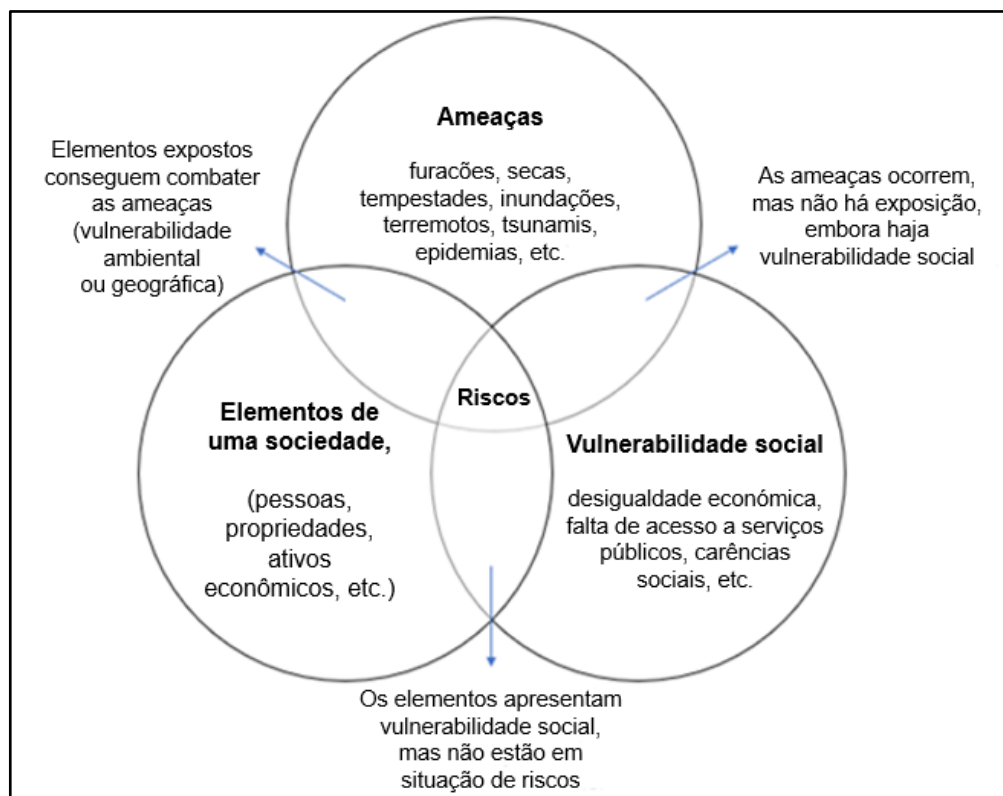 Ameaças
furacões, secas,
tempestades, inundações,
terremotos, tsunamis,
epidemias, etc.
Elementos expostos
conseguem combater
as ameaças
(vulnerabilidade
ambiental
ou geográfica)
As ameaças ocorrem,
mas não há exposição,
embora haja
vulnerabilidade social
Riscos
Elementos de
uma sociedade,
(pessoas,
propriedades,
ativos
econômicos, etc.)
Vulnerabilidade social
desigualdade económica,
falta de acesso a serviços
públicos, carências
sociais, etc.
Os elementos apresentam
vulnerabilidade social,
mas não estão em
situação de riscos